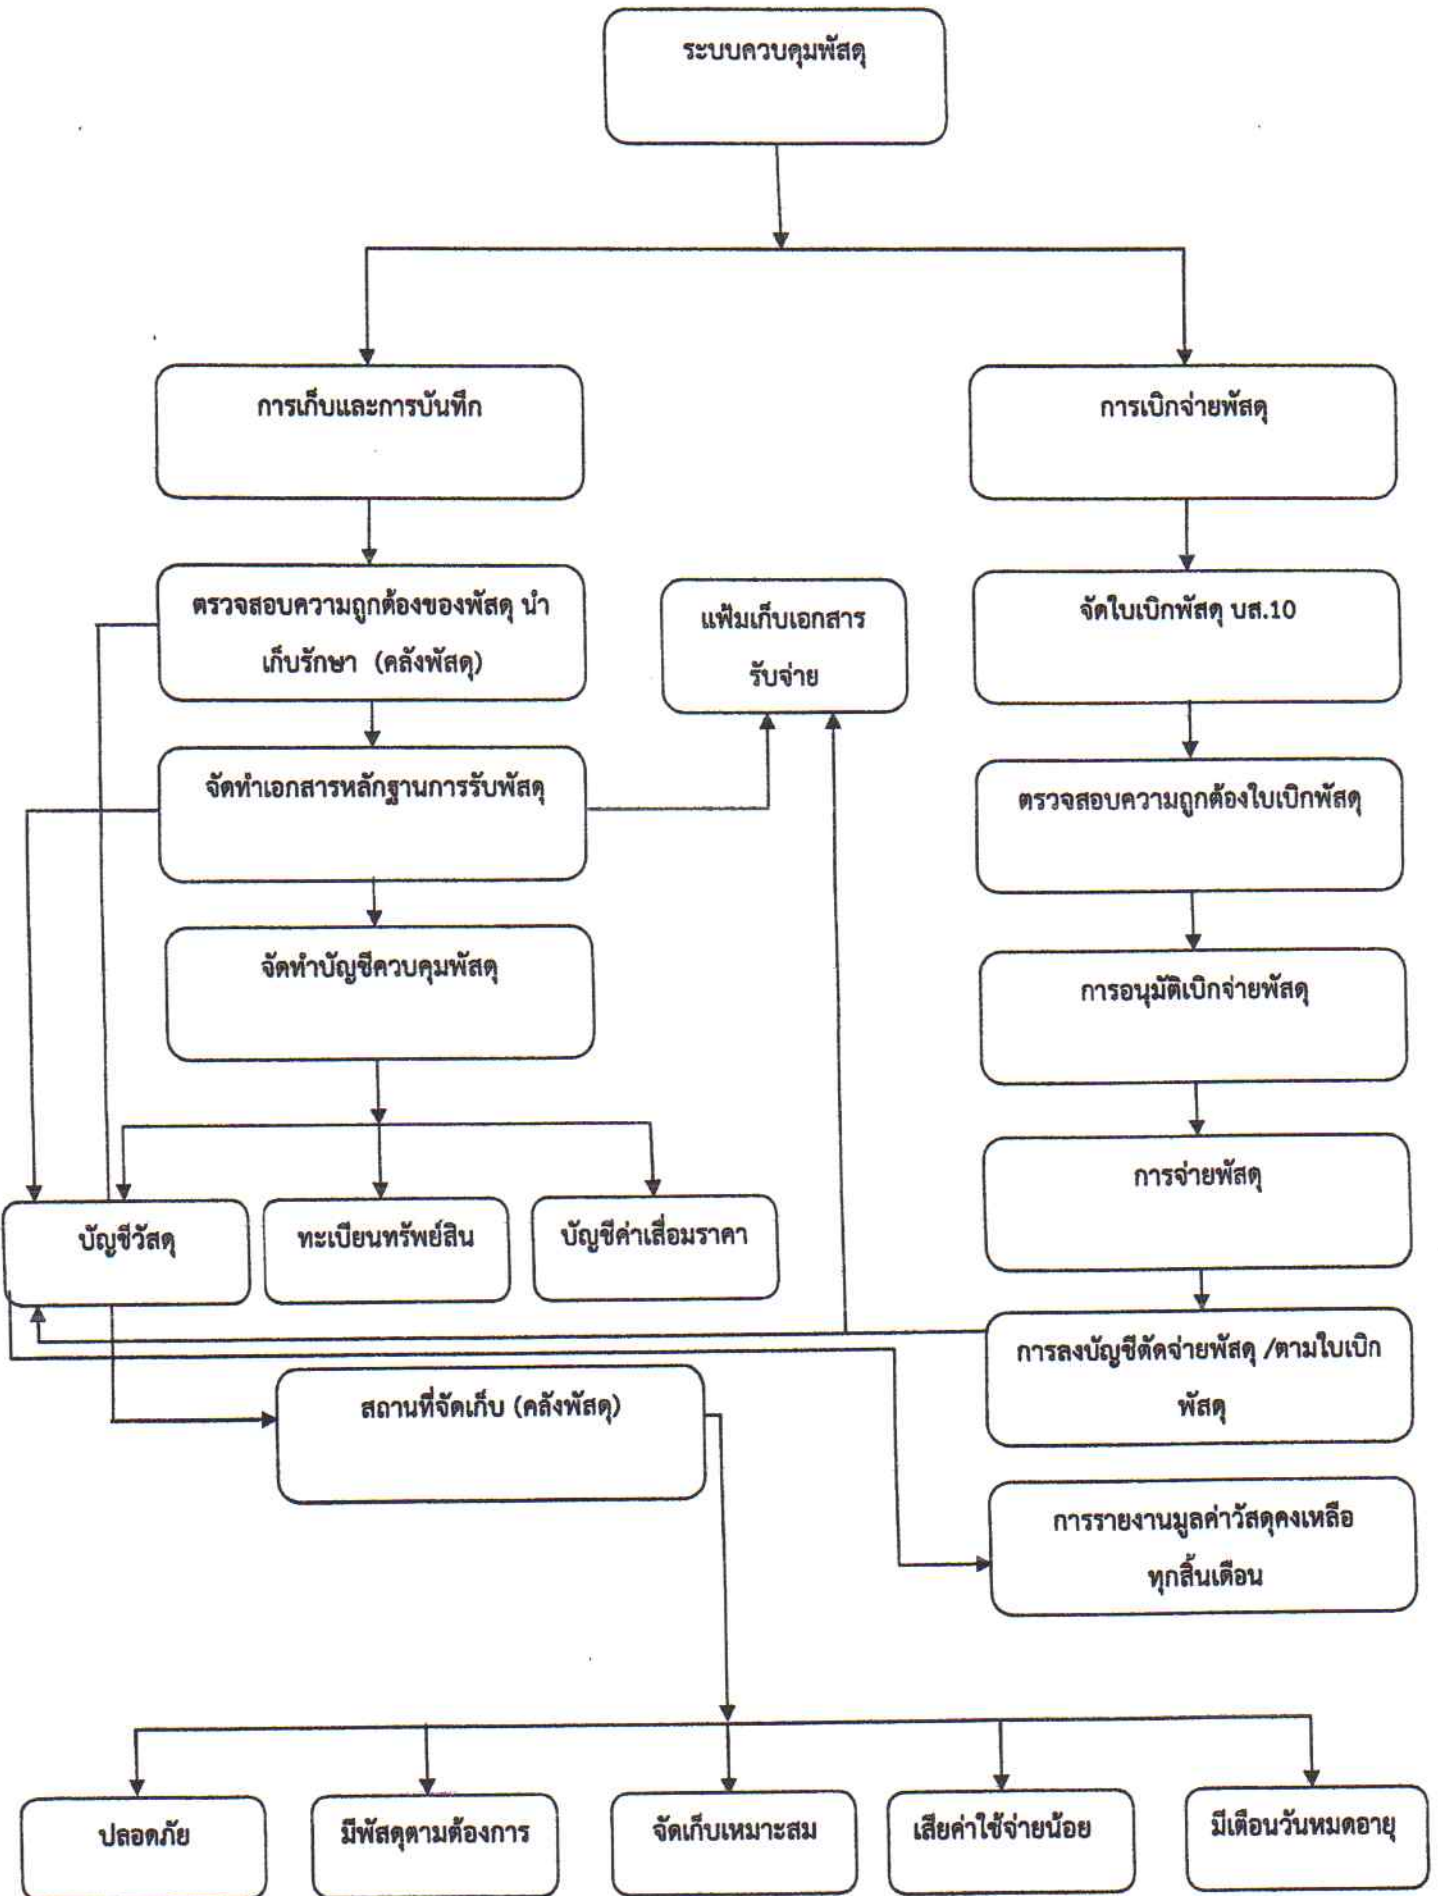 ระบบควบคุมพัสดุ
การเก็บและการบันทึก
การเบิกจ่ายพัสดุ
ตรวจสอบความถูกต้องของพัสดุ นำ
เก็บรักษา (คลังพัสดุ)
แฟ้มเก็บเอกสาร
รับจ่าย
จัดใบเบิกพัสดุ บส.10
จัดทำเอกสารหลักฐานการรับพัสดุ
ตรวจสอบความถูกต้องใบเบิกพัสดุ
จัดทำบัญชีควบคุมพัสดุ
การอนุมัติเบิกจ่ายพัสดุ
การจ่ายพัสดุ
บัญชีวัสดุ
ทะเบียนทรัพย์สิน
บัญชีค่าเสื่อมราคา
การลงบัญชีตัดจ่ายพัสดุ /ตามใบเบิก
พัสดุ
สถานที่จัดเก็บ (คลังพัสดุ)
การรายงานมูลค่าวัสดุคงเหลือ
ทุกสิ้นเดือน
ปลอดภัย
มีพัสดุตามต้องการ
จัดเก็บเหมาะสม
เสียค่าใช้จ่ายน้อย
มีเตือนวันหมดอายุ